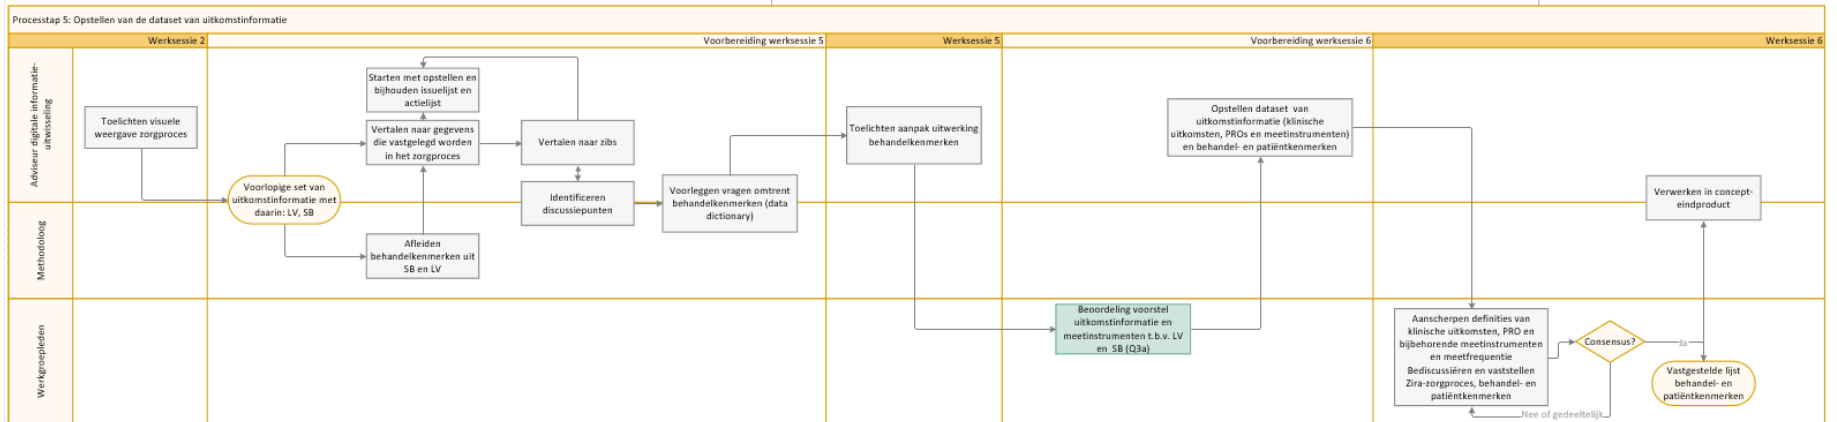 Processtap 5: Opstellen van de dataset van uitkomstinformatie
Werksessie 2
Voorbereiding werksessie 5
Werksessie 5
Voorbereiding werksessie 6
Werksessie 6
Adviseur digitale informatie-
uitwisseling
Toelichten visuele
weergave zorgproces
Voorlopige set van
uitkomstinformatie met
daarin: LV, SB
Starten met opstellen en
bijhouden issuelijst en
actielijst
Vertalen naar gegevens
die vastgelegd worden
in het zorgproces
Vertalen naar zibs
Identificeren
discussiepunten
Voorleggen vragen omtrent
behandelkenmerken (data
dictionary)
Toelichten aanpak uitwerking
behandelkenmerken
Opstellen dataset van
uitkomstinformatie (klinische
uitkomsten, PROs en meetinstrumenten)
en behandel- en patiëntkenmerken
Verwerken in concept-
eindproduct
Methodoloog
Afleiden
behandelkenmerken uit
SB en LV
Werkgroepleden
Beoordeling voorstel
uitkomstinformatie en
meetinstrumenten t.b.v. LV
en SB (Q3a)
Aanscherpen definities van
klinische uitkomsten, PRO en
bijbehorende meetinstrumenten
en meetfrequentie
Bediscussiëren en vaststellen
Zira-zorgproces, behandel- en
patiëntkenmerken
Consensus?
Ja
Nee of gedeeltelijk
Vastgestelde lijst
behandel- en
patiëntkenmerken